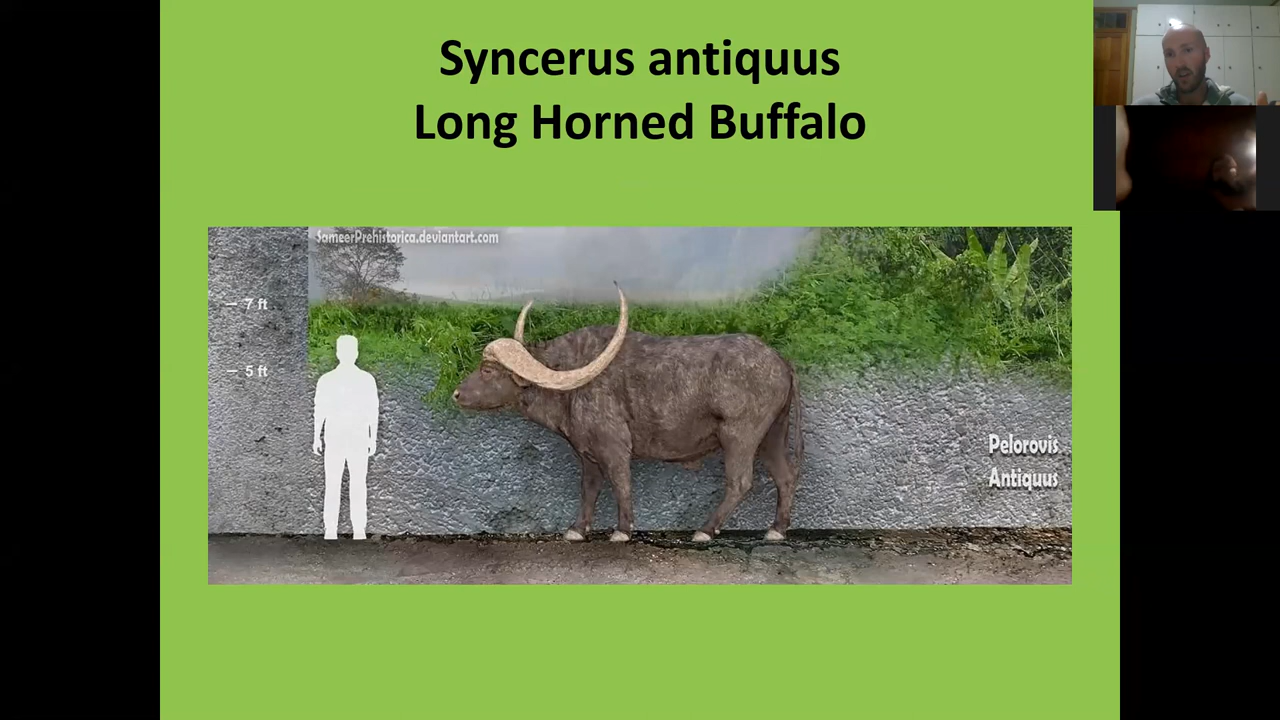 Syncerus antiquus
Long Horned Buffalo
SameerPrehistorica.deviantart.com
— 7 ft
— 5 ft
Pelorovis
Antiquus